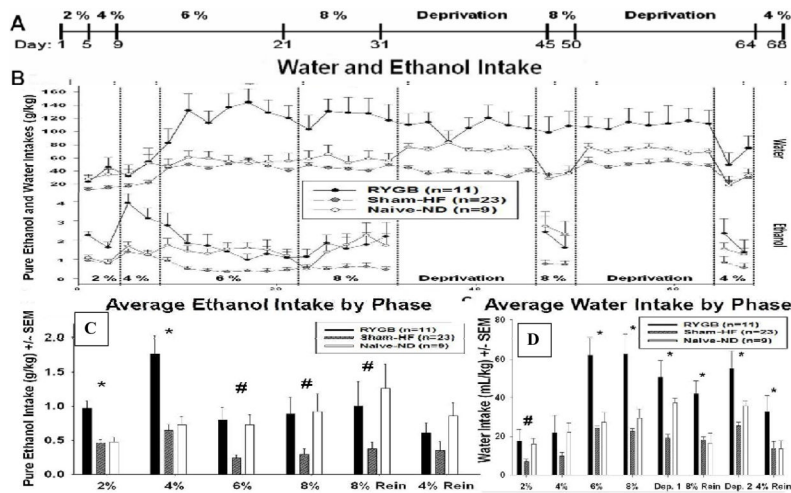 2 % 4 % 6 % 8 % Deprivation 8 % Deprivation 4 %
A
Day: 1 5 9 21 31 45 50 64 68
Water and Ethanol Intake
B
Pure Ethanol and Water Intakes (g/kg)
160
140
120
100
80
60
40
20
Water
RYGB (n=11)
Sham-HF (n=23)
Naive-ND (n=9)
4
3
2
1
0
Ethanol
2 % 4 % 6 % 8 % Deprivation 8 % Deprivation 4 %
Average Ethanol Intake by Phase
C
Pure Ethanol Intake (g/kg) +/- SEM
2.0
1.5
1.0
0.5
0.0
RYGB (n=11)
Sham-HF (n=23)
Naive-ND (n=9)
* * # # #
2% 4% 6% 8% 8% Rein 4% Rein
Average Water Intake by Phase
D
Water Intake (mL/kg) +/- SEM
80
60
40
20
0
RYGB (n=11)
Sham-HF (n=23)
Naive-ND (n=9)
# * * * * * *
2% 4% 6% 8% Dep. 1 8% Rein Dep. 2 4% Rein